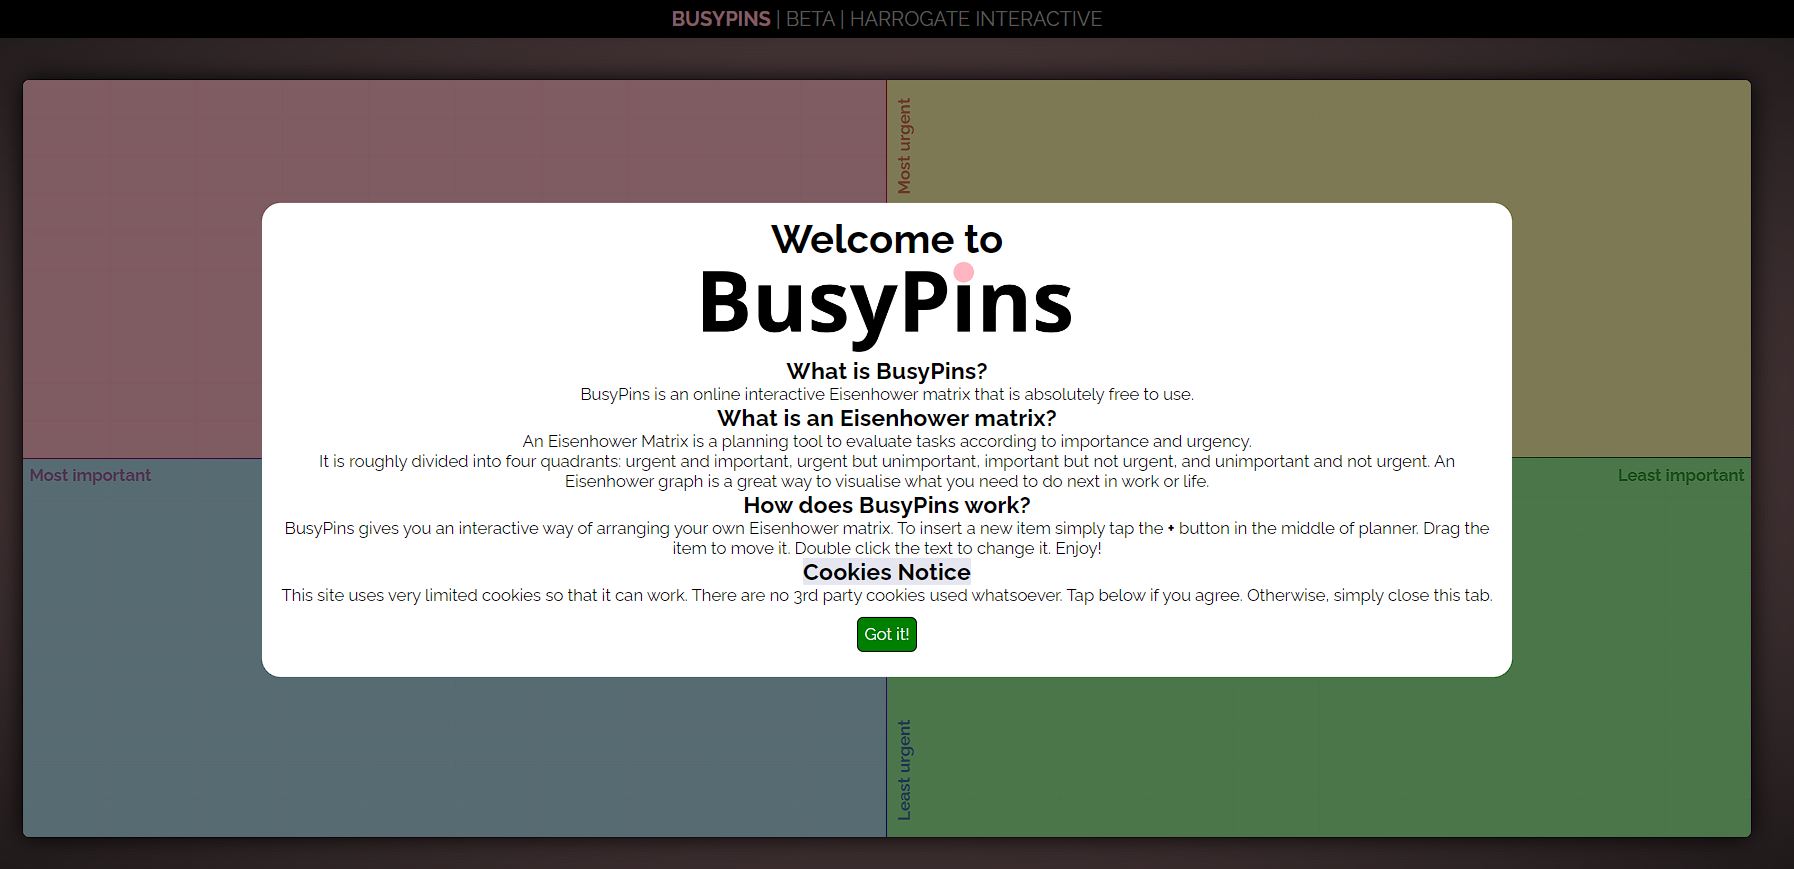 BUSYPINS | BETA | HARROGATE INTERACTIVE
Most urgent
Welcome to
BusyPins
What is BusyPins?
BusyPins is an online interactive Eisenhower matrix that is absolutely free to use.
What is an Eisenhower matrix?
An Eisenhower Matrix is a planning tool to evaluate tasks according to importance and urgency.
It is roughly divided into four quadrants: urgent and important, urgent but unimportant, important but not urgent, and unimportant and not urgent. An
Eisenhower graph is a great way to visualise what you need to do next in work or life.
Most important
Least important
How does BusyPins work?
BusyPins gives you an interactive way of arranging your own Eisenhower matrix. To insert a new item simply tap the + button in the middle of planner. Drag the
item to move it. Double click the text to change it. Enjoy!
Cookies Notice
This site uses very limited cookies so that it can work. There are no 3rd party cookies used whatsoever. Tap below if you agree. Otherwise, simply close this tab.
Got it!
Least urgent